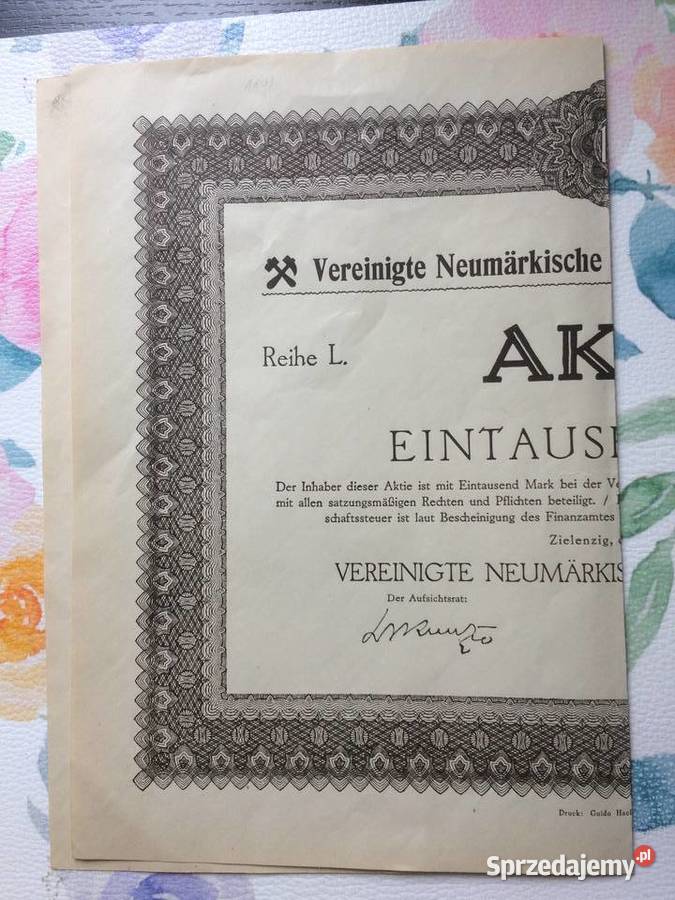 Vereinigte Neumärkische
Reihe L.
AK
EINTAUSE
Der Inhaber dieser Aktie ist mit Eintausend Mark bei der Ve
mit allen satzungsmäßigen Rechten und Pflichten beteiligt. /
schaftssteuer ist laut Bescheinigung des Finanzamtes
Zielenzig,
VEREINIGTE NEUMÄRKIS
Der Aufsichtsrat:
Druck: Guido Hack
Sprzedajemy.pl